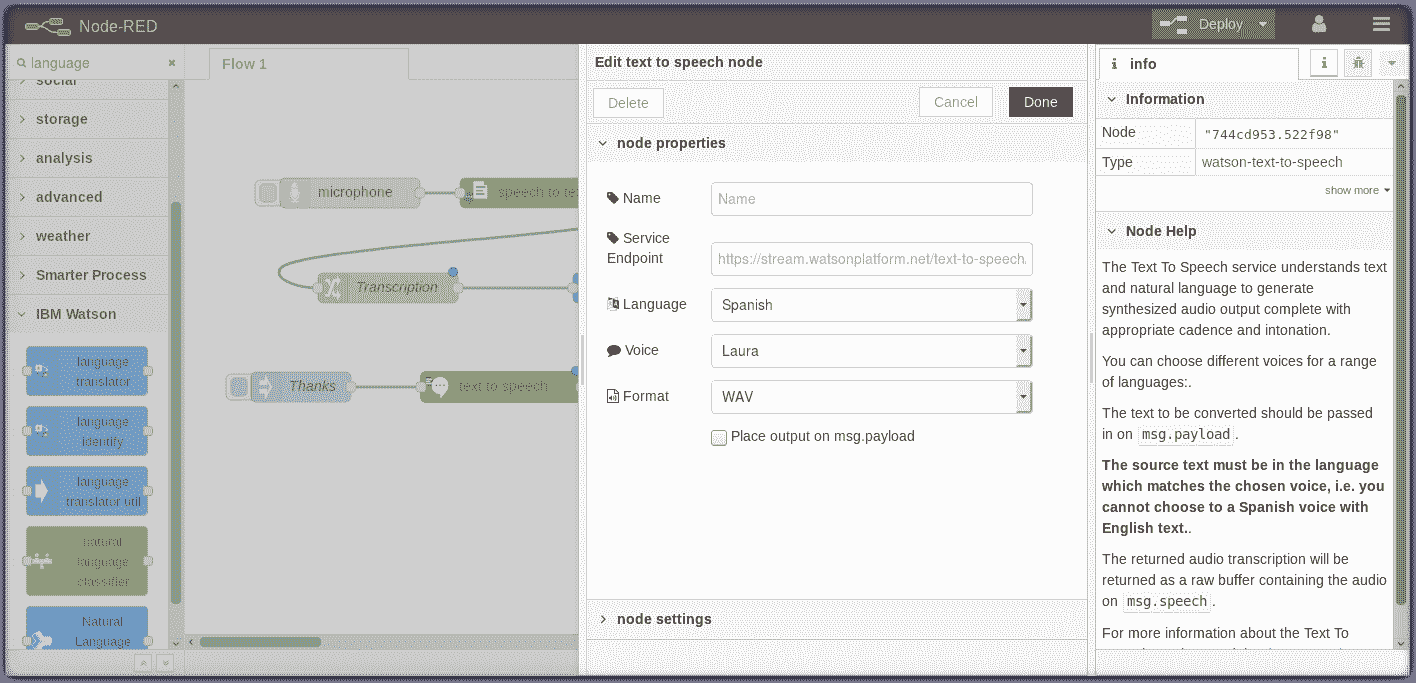 Node-RED
Deploy
language
social
storage
analysis
advanced
weather
Smarter Process
IBM Watson
language
translator
language
identify
language
translator util
natural
language
classifier
Natural
Language
Flow 1
microphone
speech to te
Transcription
Thanks
text to speech
Edit text to speech node
Delete
Cancel
Done
node properties
Name
Name
Service
Endpoint
https://stream.watsonplatform.net/text-to-speech/
Language
Spanish
Voice
Laura
Format
WAV
Place output on msg.payload
node settings
info
i
Information
Node
"744cd953.522f98"
Type
watson-text-to-speech
show more
Node Help
The Text To Speech service understands text
and natural language to generate
synthesized audio output complete with
appropriate cadence and intonation.
You can choose different voices for a range
of languages:.
The text to be converted should be passed
in on msg.payload.
The source text must be in the language
which matches the chosen voice, i.e. you
cannot choose to a Spanish voice with
English text..
The returned audio transcription will be
returned as a raw buffer containing the audio
on msg.speech.
For more information about the Text To